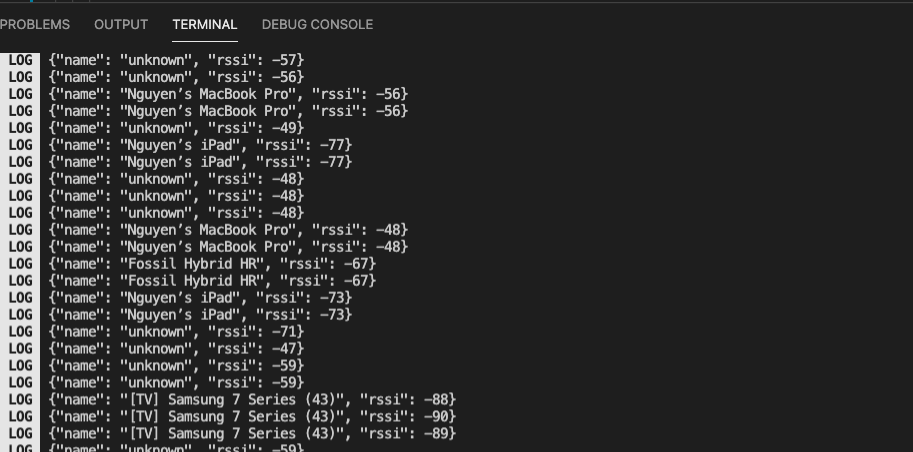 PROBLEMS OUTPUT TERMINAL DEBUG CONSOLE
LOG {"name": "unknown", "rssi": -57}
LOG {"name": "unknown", "rssi": -56}
LOG {"name": "Nguyen’s MacBook Pro", "rssi": -56}
LOG {"name": "Nguyen’s MacBook Pro", "rssi": -56}
LOG {"name": "unknown", "rssi": -49}
LOG {"name": "Nguyen’s iPad", "rssi": -77}
LOG {"name": "Nguyen’s iPad", "rssi": -77}
LOG {"name": "unknown", "rssi": -48}
LOG {"name": "unknown", "rssi": -48}
LOG {"name": "unknown", "rssi": -48}
LOG {"name": "Nguyen’s MacBook Pro", "rssi": -48}
LOG {"name": "Nguyen’s MacBook Pro", "rssi": -48}
LOG {"name": "Fossil Hybrid HR", "rssi": -67}
LOG {"name": "Fossil Hybrid HR", "rssi": -67}
LOG {"name": "Nguyen’s iPad", "rssi": -73}
LOG {"name": "Nguyen’s iPad", "rssi": -73}
LOG {"name": "unknown", "rssi": -71}
LOG {"name": "unknown", "rssi": -47}
LOG {"name": "unknown", "rssi": -59}
LOG {"name": "unknown", "rssi": -59}
LOG {"name": "[TV] Samsung 7 Series (43)", "rssi": -88}
LOG {"name": "[TV] Samsung 7 Series (43)", "rssi": -90}
LOG {"name": "[TV] Samsung 7 Series (43)", "rssi": -89}
LOG {"name": "unknown", "rssi": -59}